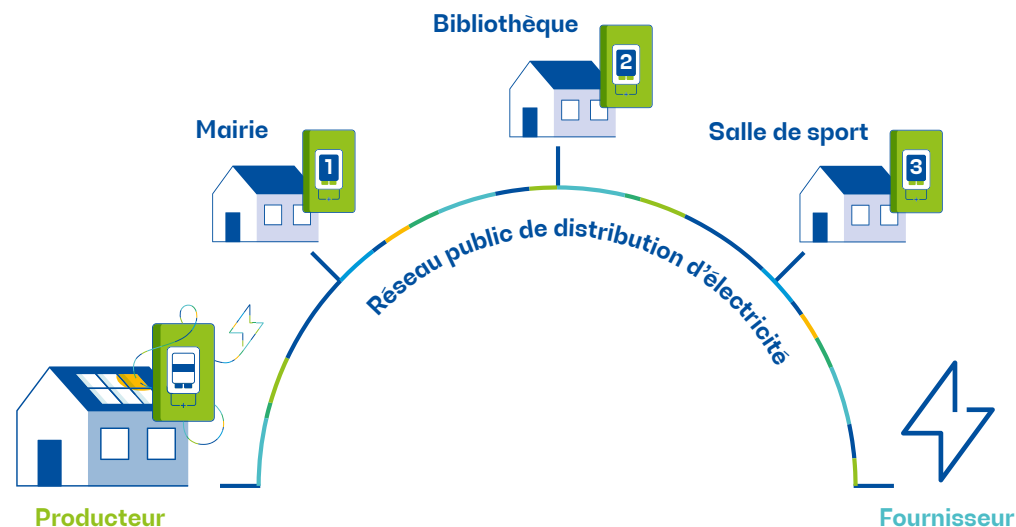 Bibliothèque
2
Mairie
1
Salle de sport
3
Réseau public de distribution d'électricité
Producteur
Fournisseur